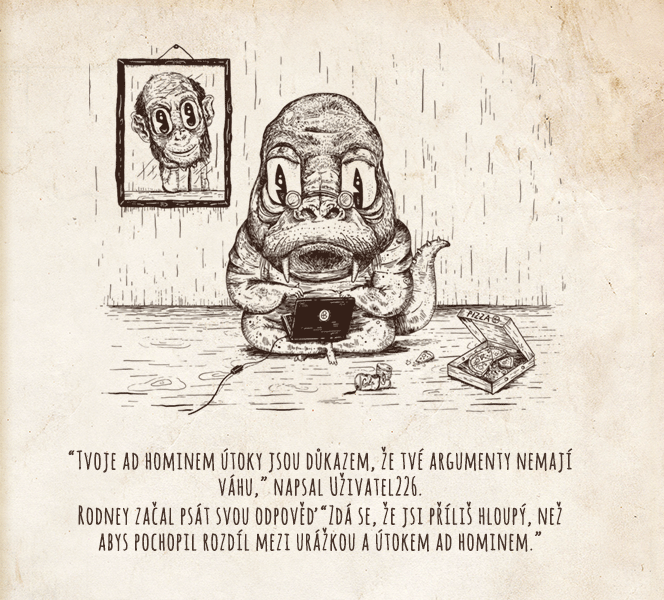 PIZZA
“Tvoje ad hominem útoky jsou důkazem, že tvé argumenty nemají
váhu,” napsal Uživatel226.
Rodney začal psát svou odpověď “Zdá se, že jsi příliš hloupý, než
abys pochopil rozdíl mezi urážkou a útokem ad hominem.”